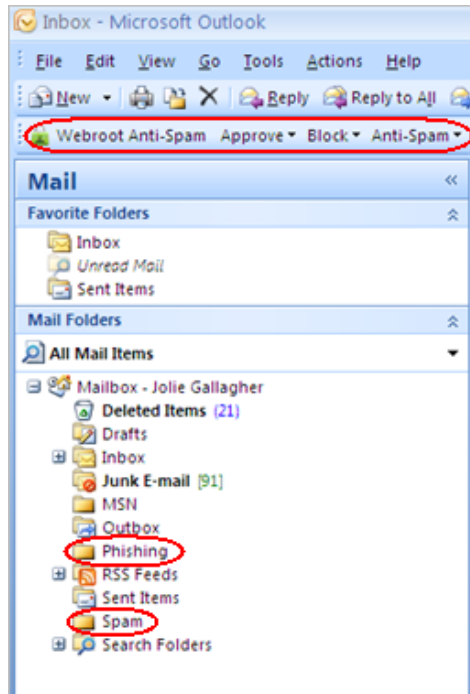 Inbox - Microsoft Outlook
File Edit View Go Tools Actions Help
New Reply Reply to All
Webroot Anti-Spam Approve Block Anti-Spam
Mail
Favorite Folders
Inbox
Unread Mail
Sent Items
Mail Folders
All Mail Items
Mailbox - Jolie Gallagher
Deleted Items (21)
Drafts
Inbox
Junk E-mail [91]
MSN
Outbox
Phishing
RSS Feeds
Sent Items
Spam
Search Folders